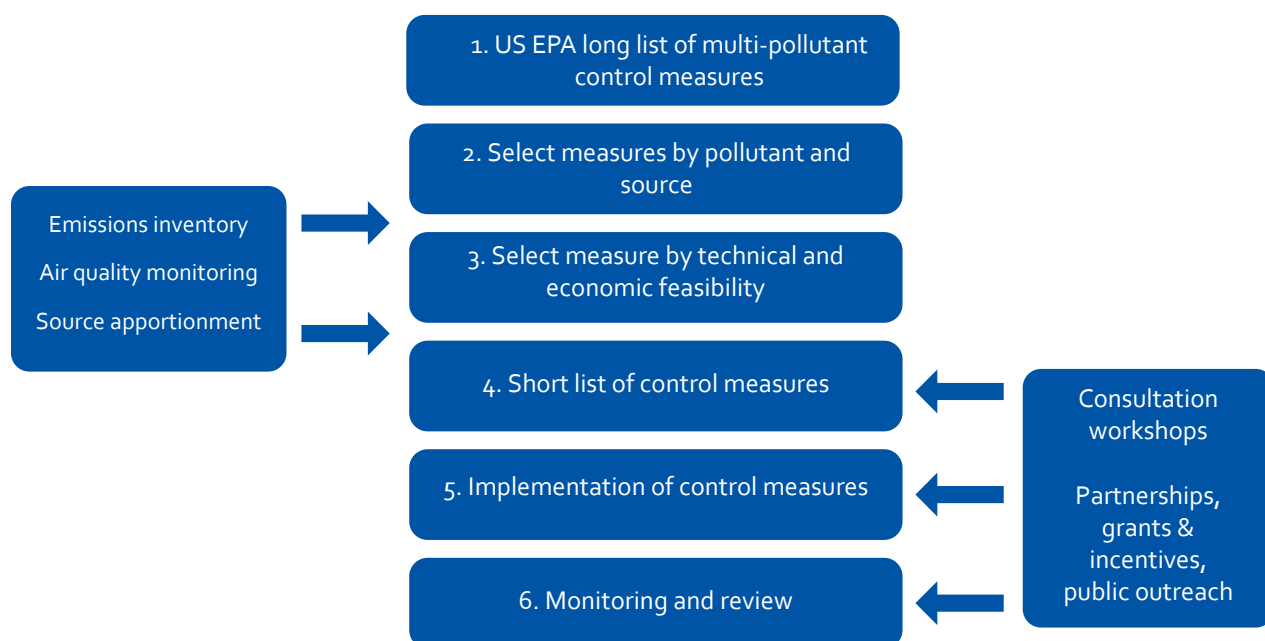 1. US EPA long list of multi-pollutant
control measures
2. Select measures by pollutant and
source
Emissions inventory
Air quality monitoring
Source apportionment
3. Select measure by technical and
economic feasibility
4. Short list of control measures
5. Implementation of control measures
6. Monitoring and review
Consultation
workshops
Partnerships,
grants &
incentives,
public outreach